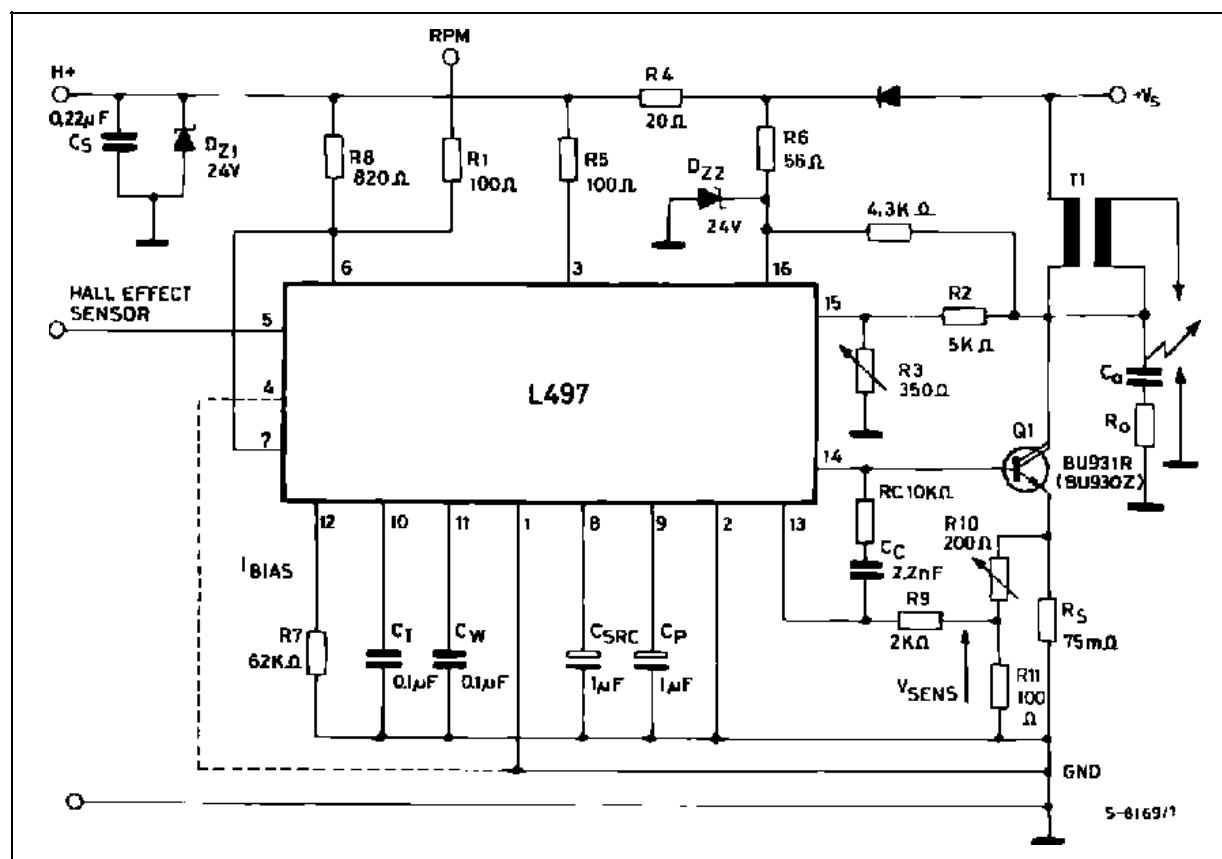 RPM
H+
R4
+Vs
0,22µF
CS
DZ1
24V
20Ω
R8
820Ω
R1
100Ω
R5
100Ω
R6
56Ω
DZ2
24V
T1
4.3KΩ
6
3
16
HALL EFFECT
SENSOR
5
15
R2
5KΩ
4
L497
R3
350Ω
Ca
Ro
7
14
Q1
BU931R
(BU930Z)
RC 10KΩ
12
10
11
1
8
9
2
13
R10
200Ω
IBIAS
CC
2,2nF
R9
2KΩ
RS
75mΩ
R7
62KΩ
CT
0.1µF
CW
0.1µF
CSRC
1µF
CP
1µF
VSENS
R11
100
Ω
GND
S-8169/1